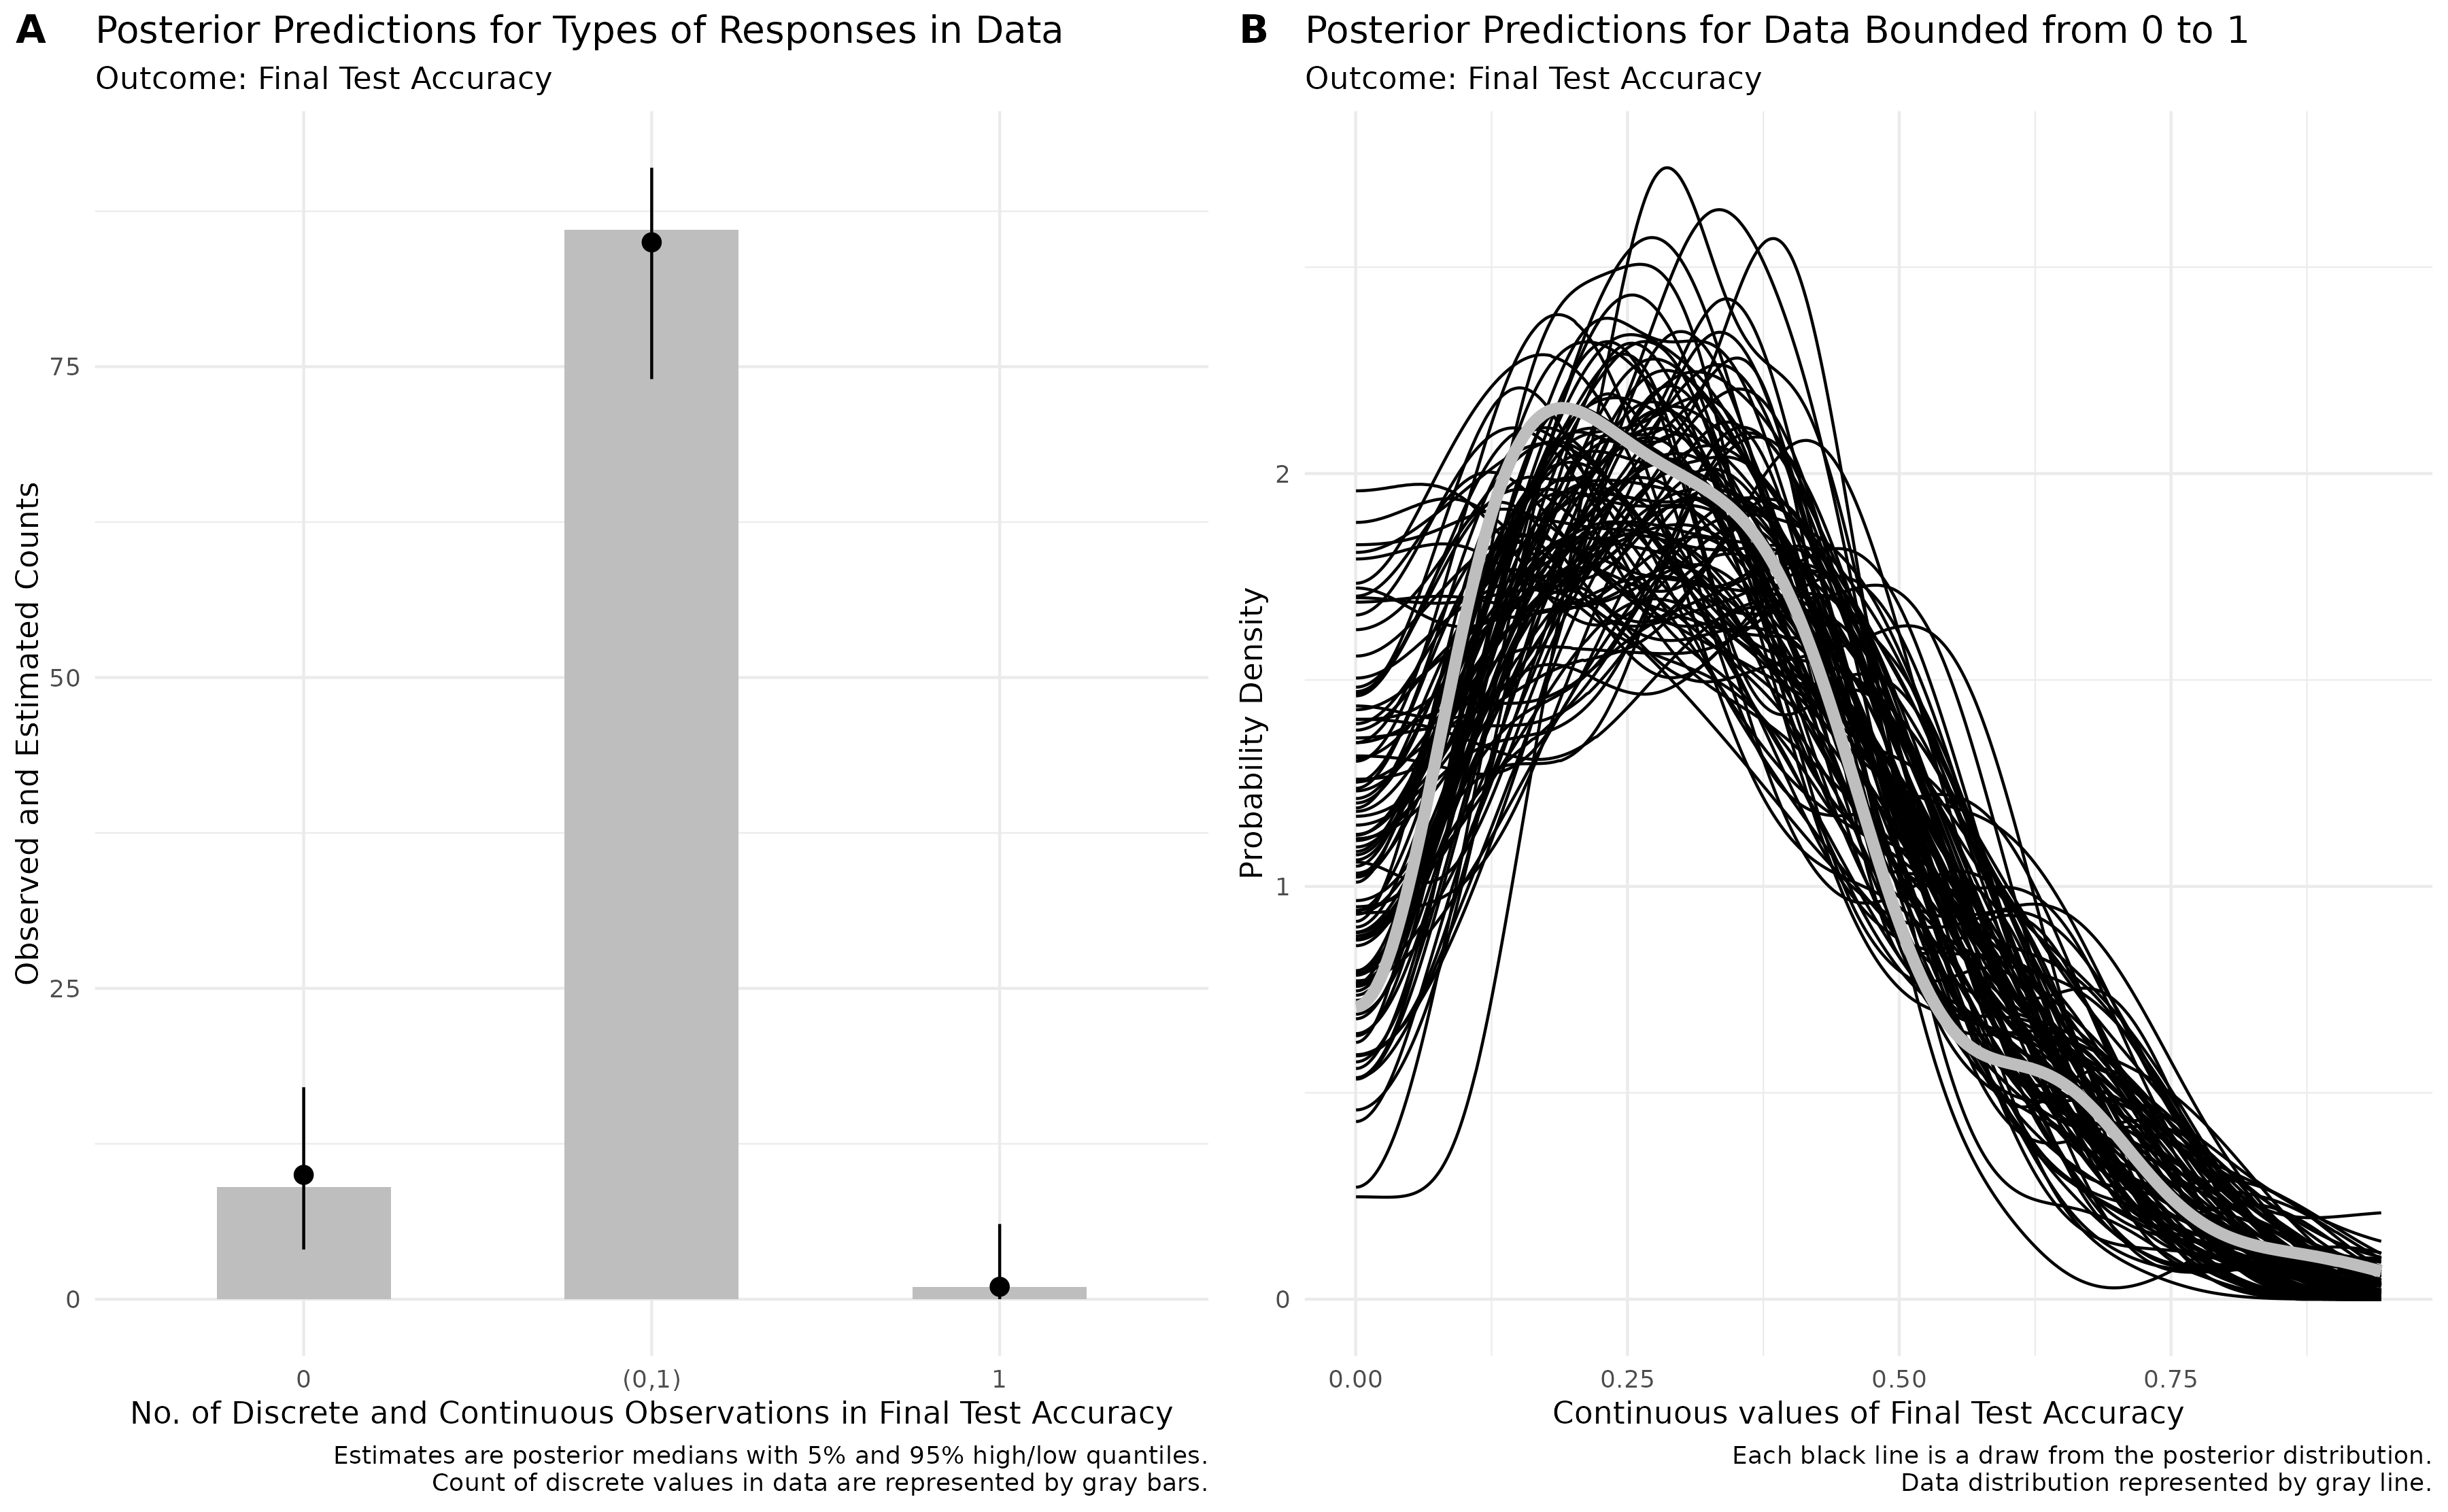 A Posterior Predictions for Types of Responses in Data
Outcome: Final Test Accuracy
Observed and Estimated Counts
75
50
25
0
0 (0,1) 1
No. of Discrete and Continuous Observations in Final Test Accuracy
Estimates are posterior medians with 5% and 95% high/low quantiles.
Count of discrete values in data are represented by gray bars.
B Posterior Predictions for Data Bounded from 0 to 1
Outcome: Final Test Accuracy
Probability Density
2
1
0
0.00 0.25 0.50 0.75
Continuous values of Final Test Accuracy
Each black line is a draw from the posterior distribution.
Data distribution represented by gray line.